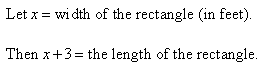 Let x = width of the rectangle (in feet).
Then x + 3 = the length of the rectangle.